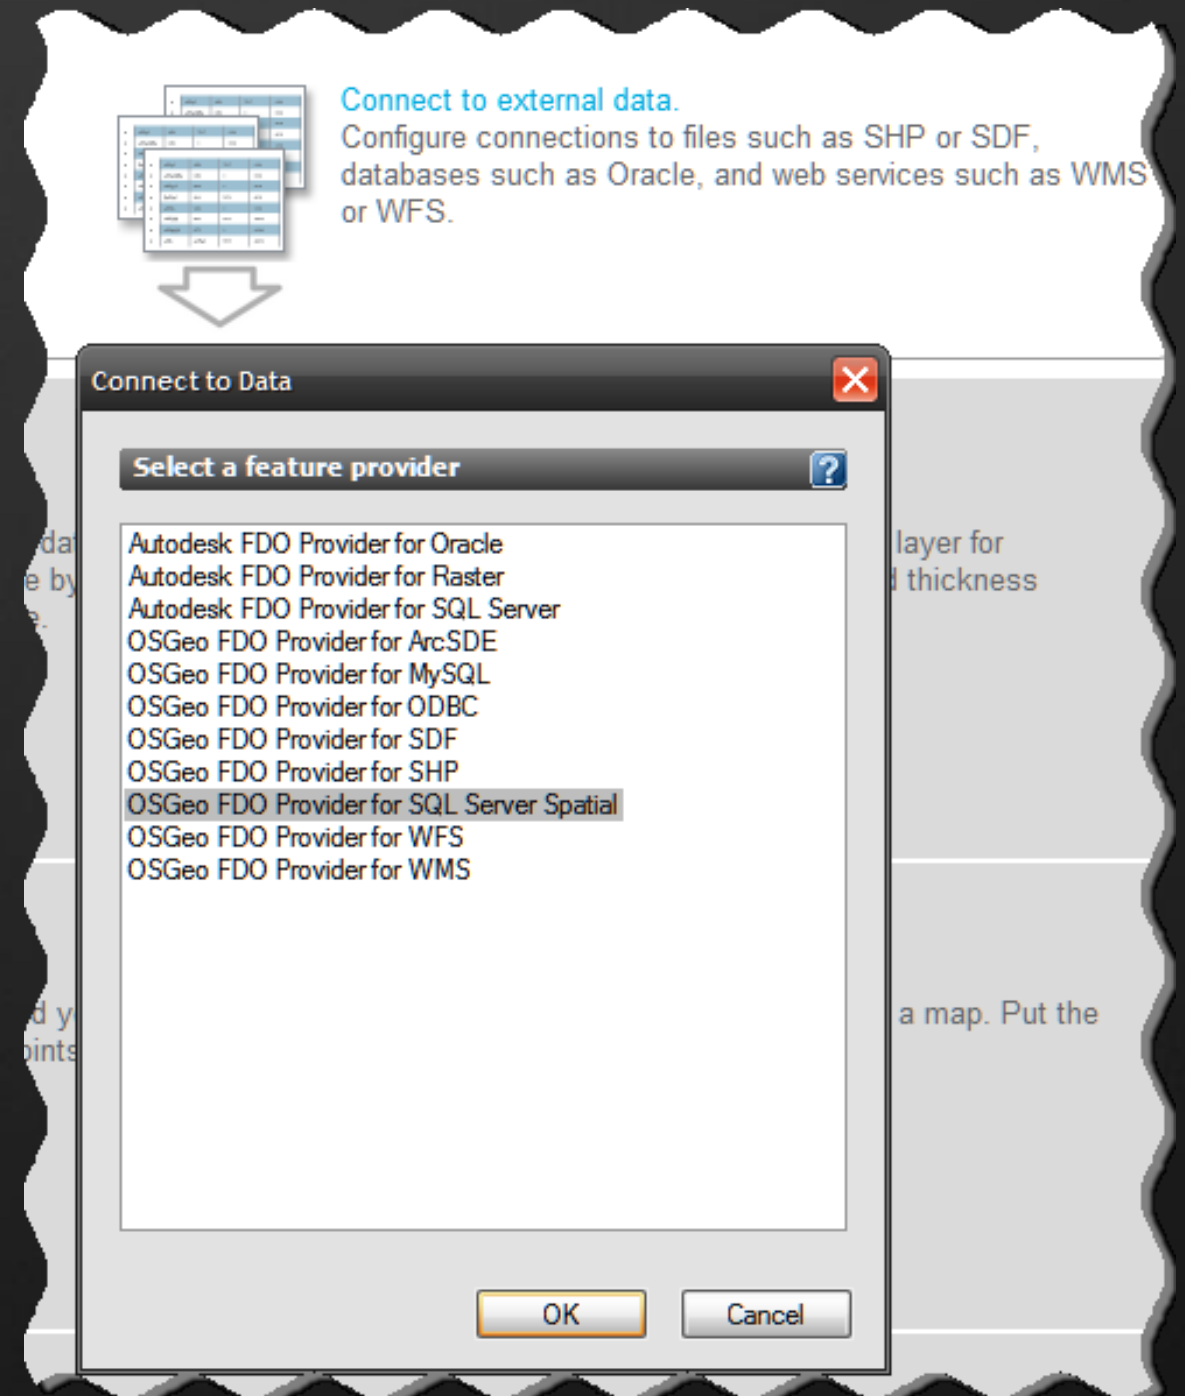 Connect to external data.
Configure connections to files such as SHP or SDF,
databases such as Oracle, and web services such as WMS
or WFS.
Connect to Data
Select a feature provider
?
Autodesk FDO Provider for Oracle
Autodesk FDO Provider for Raster
Autodesk FDO Provider for SQL Server
OSGeo FDO Provider for ArcSDE
OSGeo FDO Provider for MySQL
OSGeo FDO Provider for ODBC
OSGeo FDO Provider for SDF
OSGeo FDO Provider for SHP
OSGeo FDO Provider for SQL Server Spatial
OSGeo FDO Provider for WFS
OSGeo FDO Provider for WMS
layer for
by thickness
a map. Put the
OK Cancel